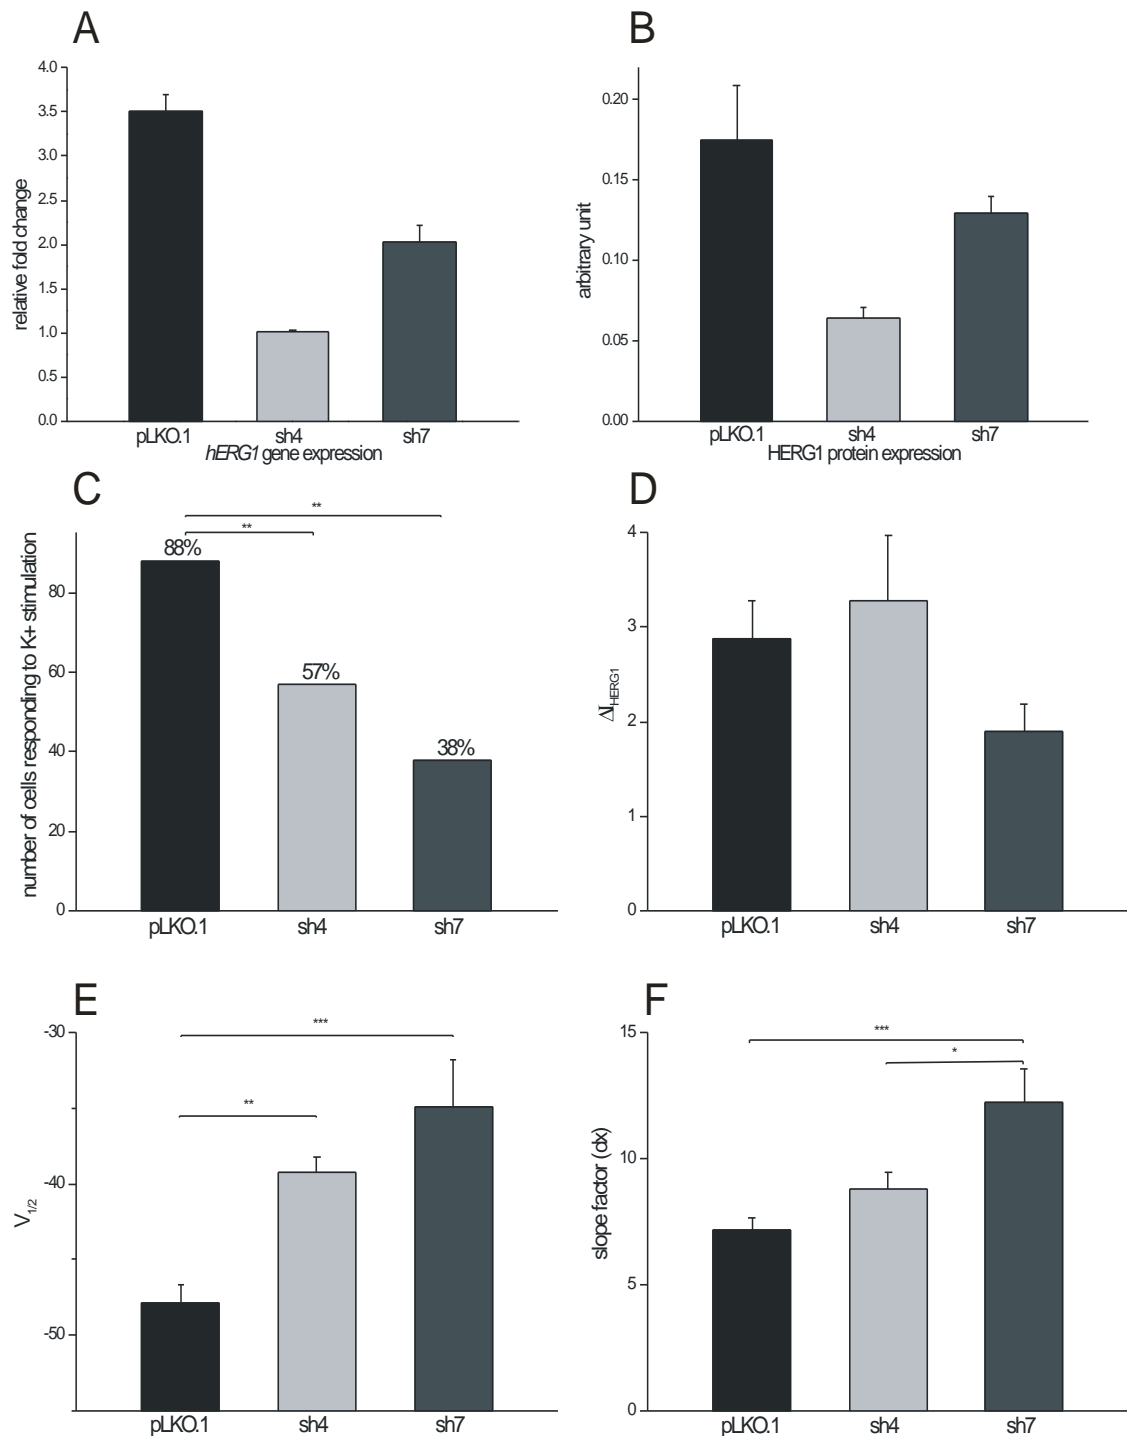 A
4.0
3.5
3.0
2.5
2.0
1.5
1.0
0.5
0.0
relative fold change
pLKO.1 sh4 sh7
hERG1 gene expression
B
0.20
0.15
0.10
0.05
0.00
arbitrary unit
pLKO.1 sh4 sh7
HERG1 protein expression
C
**
**
88%
57%
38%
80
60
40
20
0
number of cells responding to K+ stimulation
pLKO.1 sh4 sh7
D
4
3
2
1
0
ΔI HERG1
pLKO.1 sh4 sh7
E
***
**
-30
-40
-50
V 1/2
pLKO.1 sh4 sh7
F
***
*
15
10
5
0
slope factor (dx)
pLKO.1 sh4 sh7